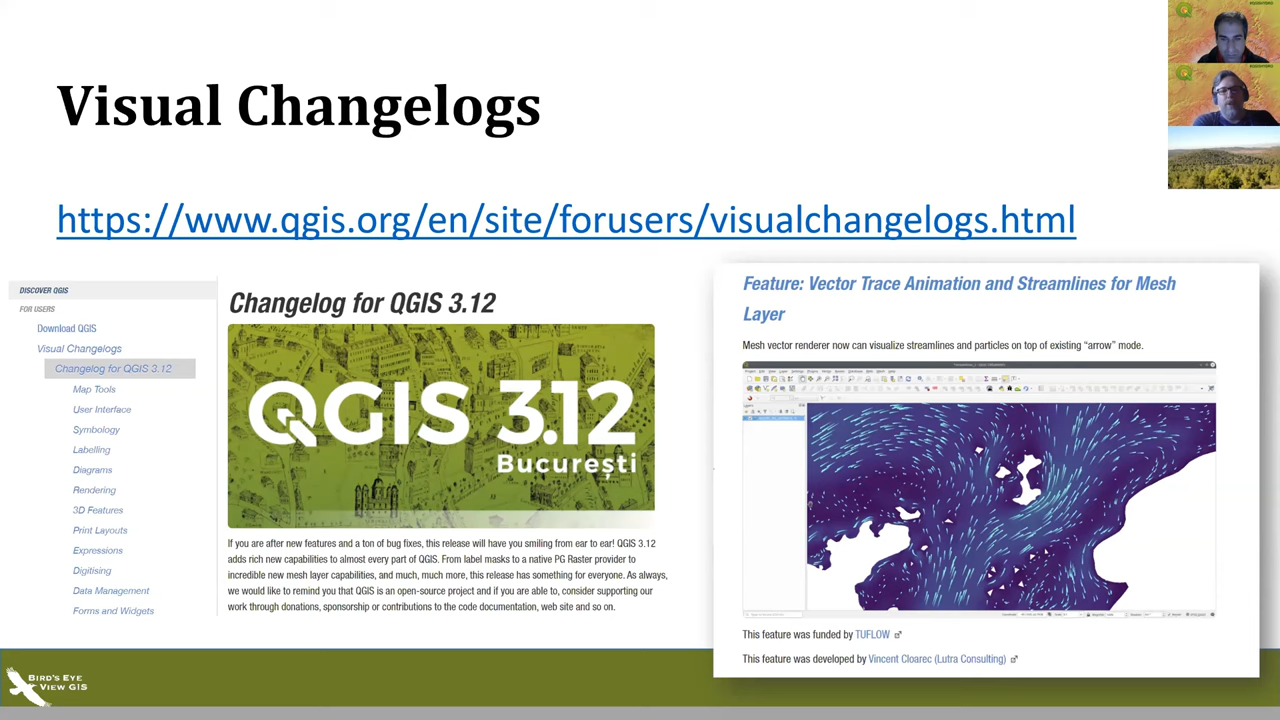 Visual Changelogs
https://www.qgis.org/en/site/forusers/visualchangelogs.html
DISCOVER QGIS
FOR USERS
Download QGIS
Visual Changelogs
Changelog for QGIS 3.12
Map Tools
User Interface
Symbology
Labelling
Diagrams
Rendering
3D Features
Print Layouts
Expressions
Digitising
Data Management
Forms and Widgets
Changelog for QGIS 3.12
QGIS 3.12
București
If you are after new features and a ton of bug fixes, this release will have you smiling from ear to ear! QGIS 3.12
adds rich new capabilities to almost every part of QGIS. From label masks to a native PG Raster provider to
incredible new mesh layer capabilities, and much, much more, this release has something for everyone. As always,
we would like to remind you that QGIS is an open-source project and if you are able to, consider supporting our
work through donations, sponsorship or contributions to the code documentation, web site and so on.
Feature: Vector Trace Animation and Streamlines for Mesh
Layer
Mesh vector renderer now can visualize streamlines and particles on top of existing “arrow” mode.
This feature was funded by TUFLOW
This feature was developed by Vincent Cloarec (Lutra Consulting)
BIRD'S EYE
VIEW GIS